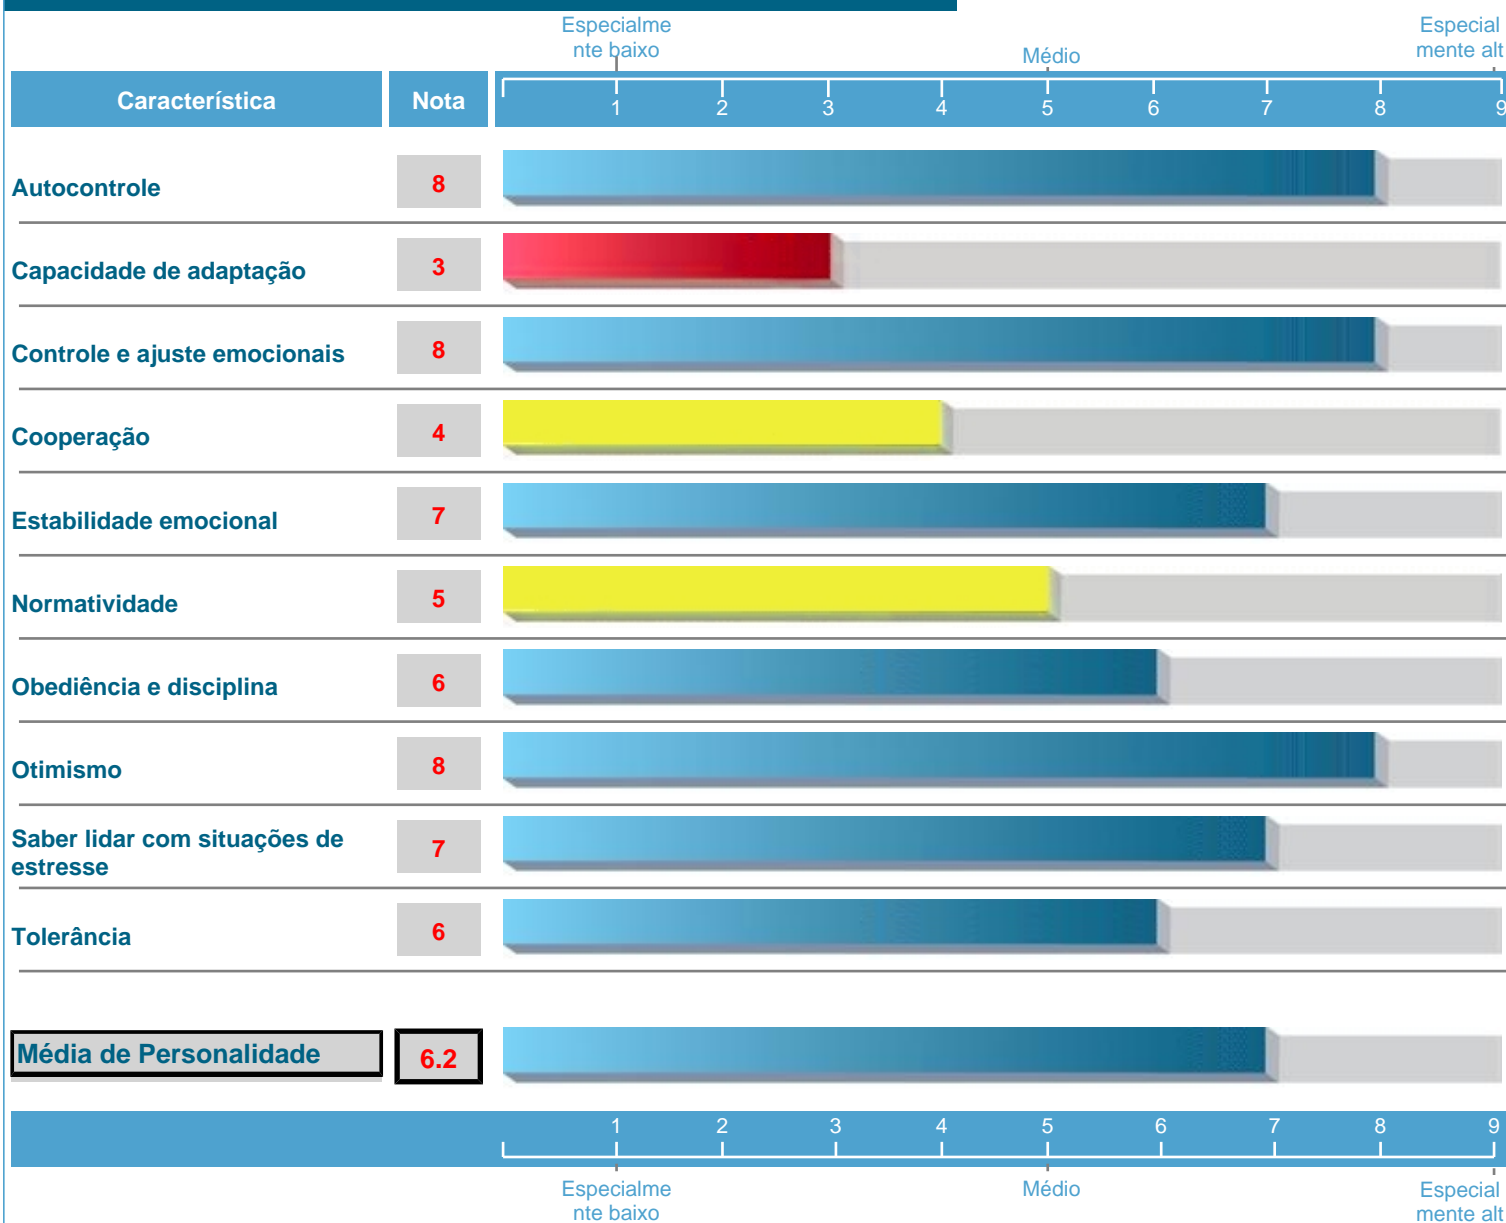 Especialme
nte baixo
Médio
Especial
mente alt
Característica
Nota
1 2 3 4 5 6 7 8 9
Autocontrole 8
Capacidade de adaptação 3
Controle e ajuste emocionais 8
Cooperação 4
Estabilidade emocional 7
Normatividade 5
Obediência e disciplina 6
Otimismo 8
Saber lidar com situações de
estresse
7
Tolerância 6
Média de Personalidade 6.2
1 2 3 4 5 6 7 8 9
Especialme
nte baixo
Médio
Especial
mente alt